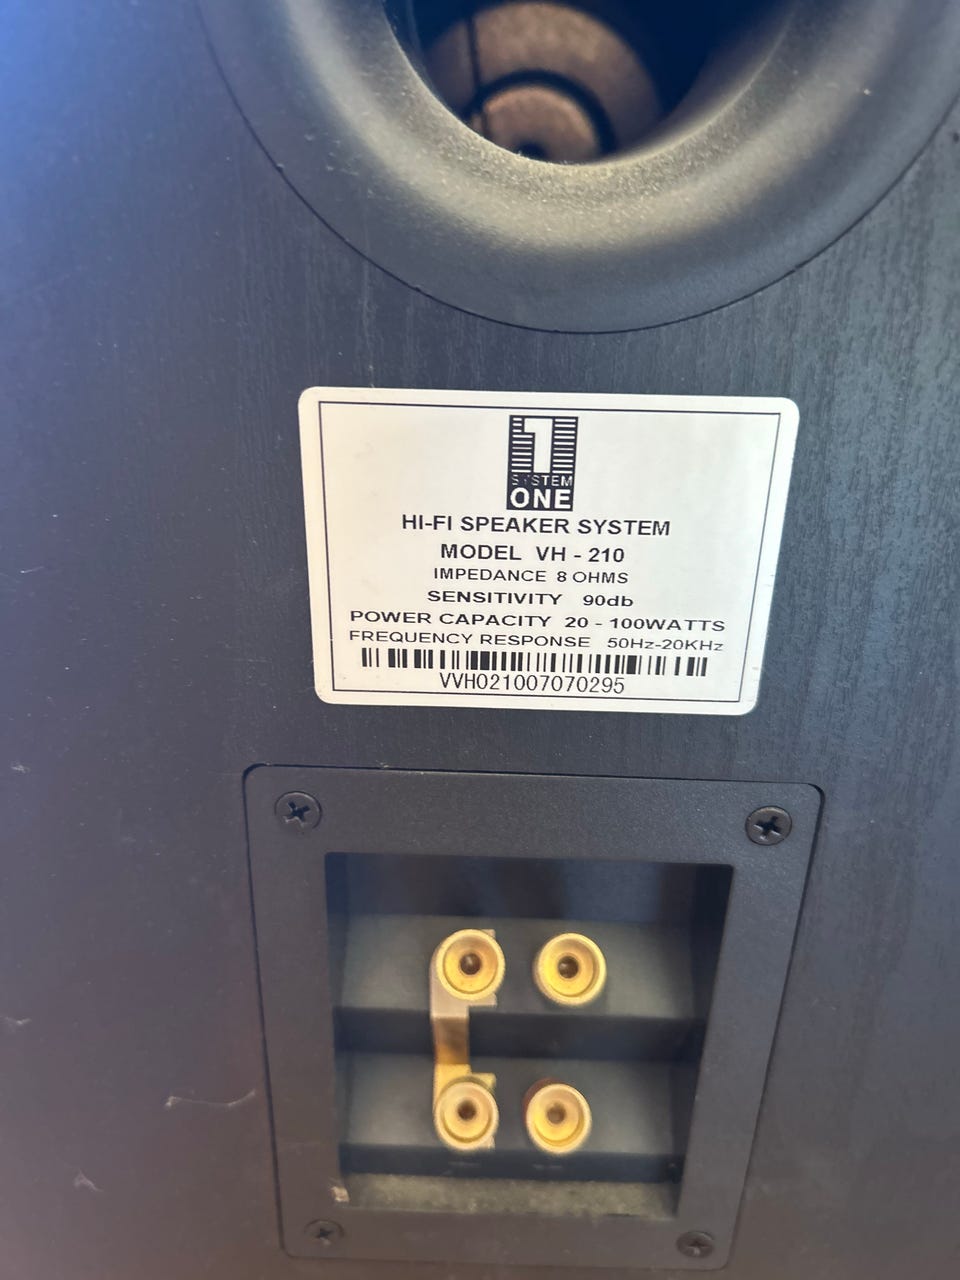 1
SYSTEM
ONE
HI-FI SPEAKER SYSTEM
MODEL VH - 210
IMPEDANCE 8 OHMS
SENSITIVITY 90db
POWER CAPACITY 20 - 100WATTS
FREQUENCY RESPONSE 50Hz-20KHz
VVH021007070295